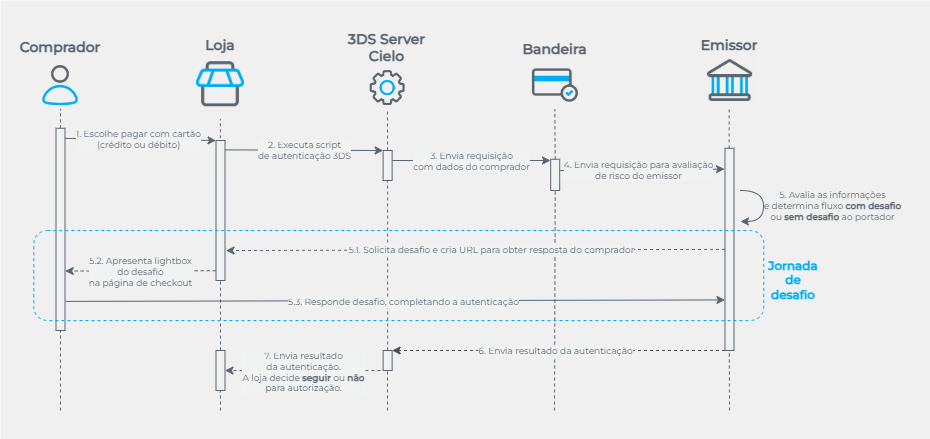 Comprador
Loja
3DS Server
Cielo
Bandeira
Emissor
1. Escolhe pagar com cartão
(crédito ou débito)
2. Executa script
de autenticação 3DS
3. Envia requisição
com dados do comprador
4. Envia requisição para avaliação
de risco do emissor
5. Avalia as informações
e determina fluxo com desafio
ou sem desafio ao portador
5.1. Solicita desafio e cria URL para obter resposta do comprador
5.2. Apresenta lightbox
do desafio
na página de checkout
Jornada
de
desafio
5.3. Responde desafio, completando a autenticação
6. Envia resultado da autenticação
7. Envia resultado
da autenticação.
A loja decide seguir ou não
para autorização.